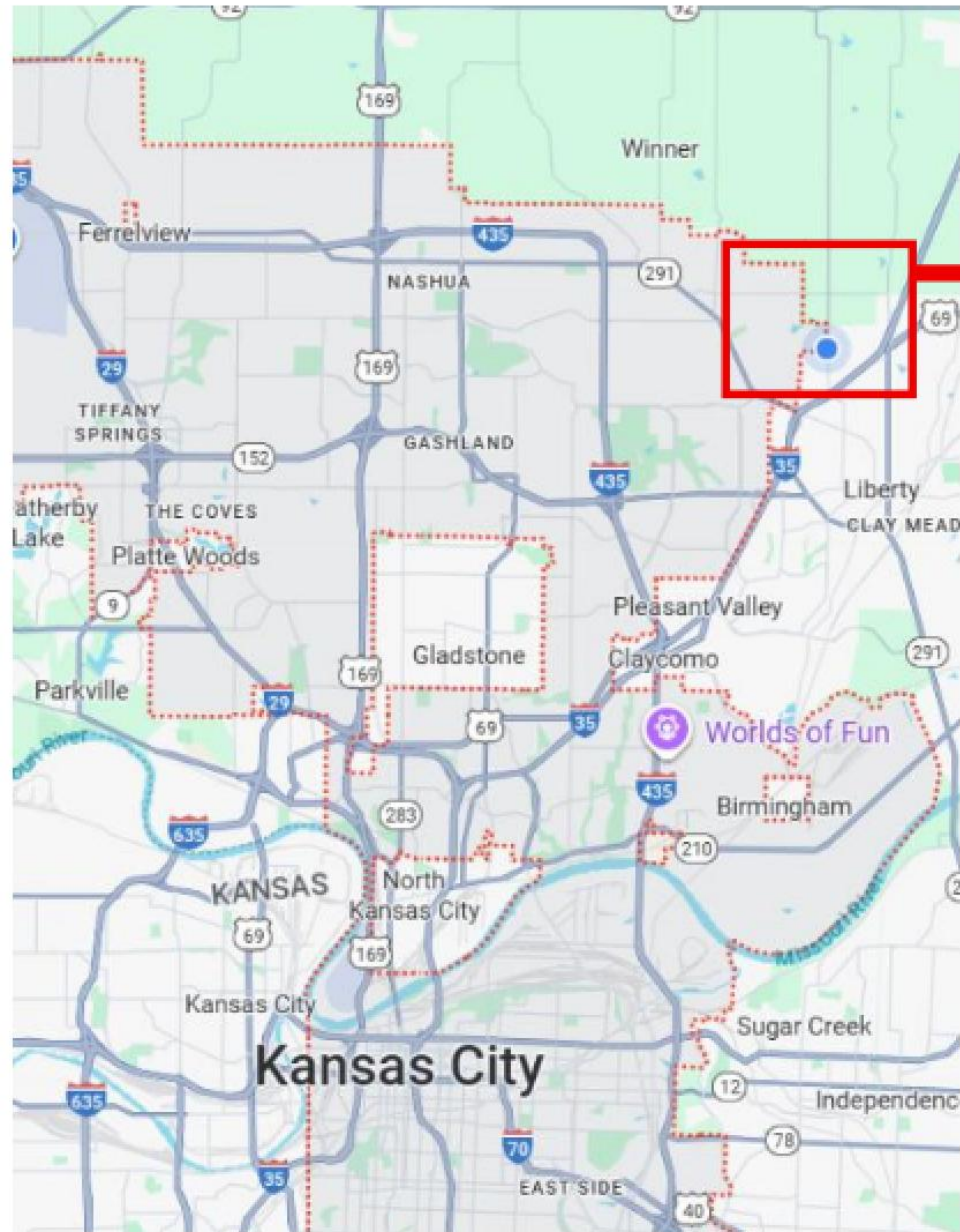 92
92
169
Winner
35
Ferrelview
435
291
NASHUA
69
169
29
TIFFANY
SPRINGS
GASHLAND
152
35
435
Liberty
atherby
Lake
THE COVES
CLAY MEAD
Platte Woods
9
Pleasant Valley
Gladstone
Claycomo
291
169
Parkville
29
69
35
Worlds of Fun
435
Birmingham
283
635
210
KANSAS
North
Kansas City
69
169
Missouri River
Kansas City
Sugar Creek
Kansas City
12
635
Independenc
78
70
35
EAST SIDE
40